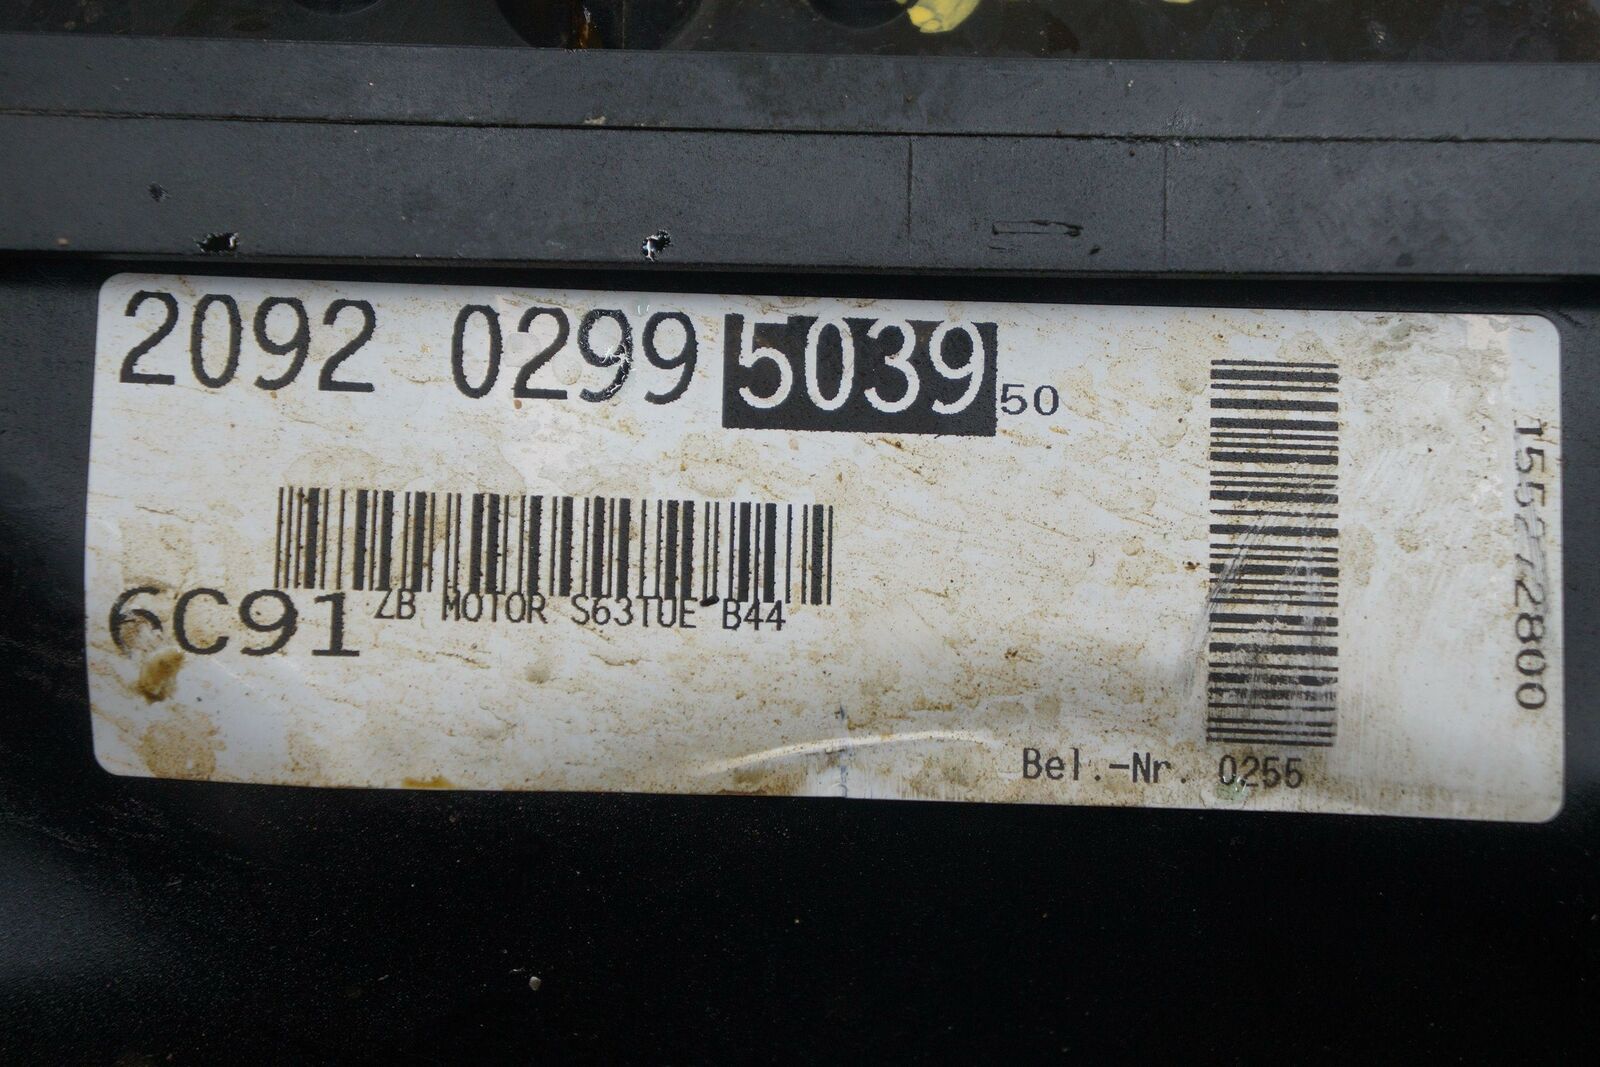 2092 0299 5039 50
6C91 ZB MOTOR S63TUE B44
Bel.-Nr. 0255
155272800